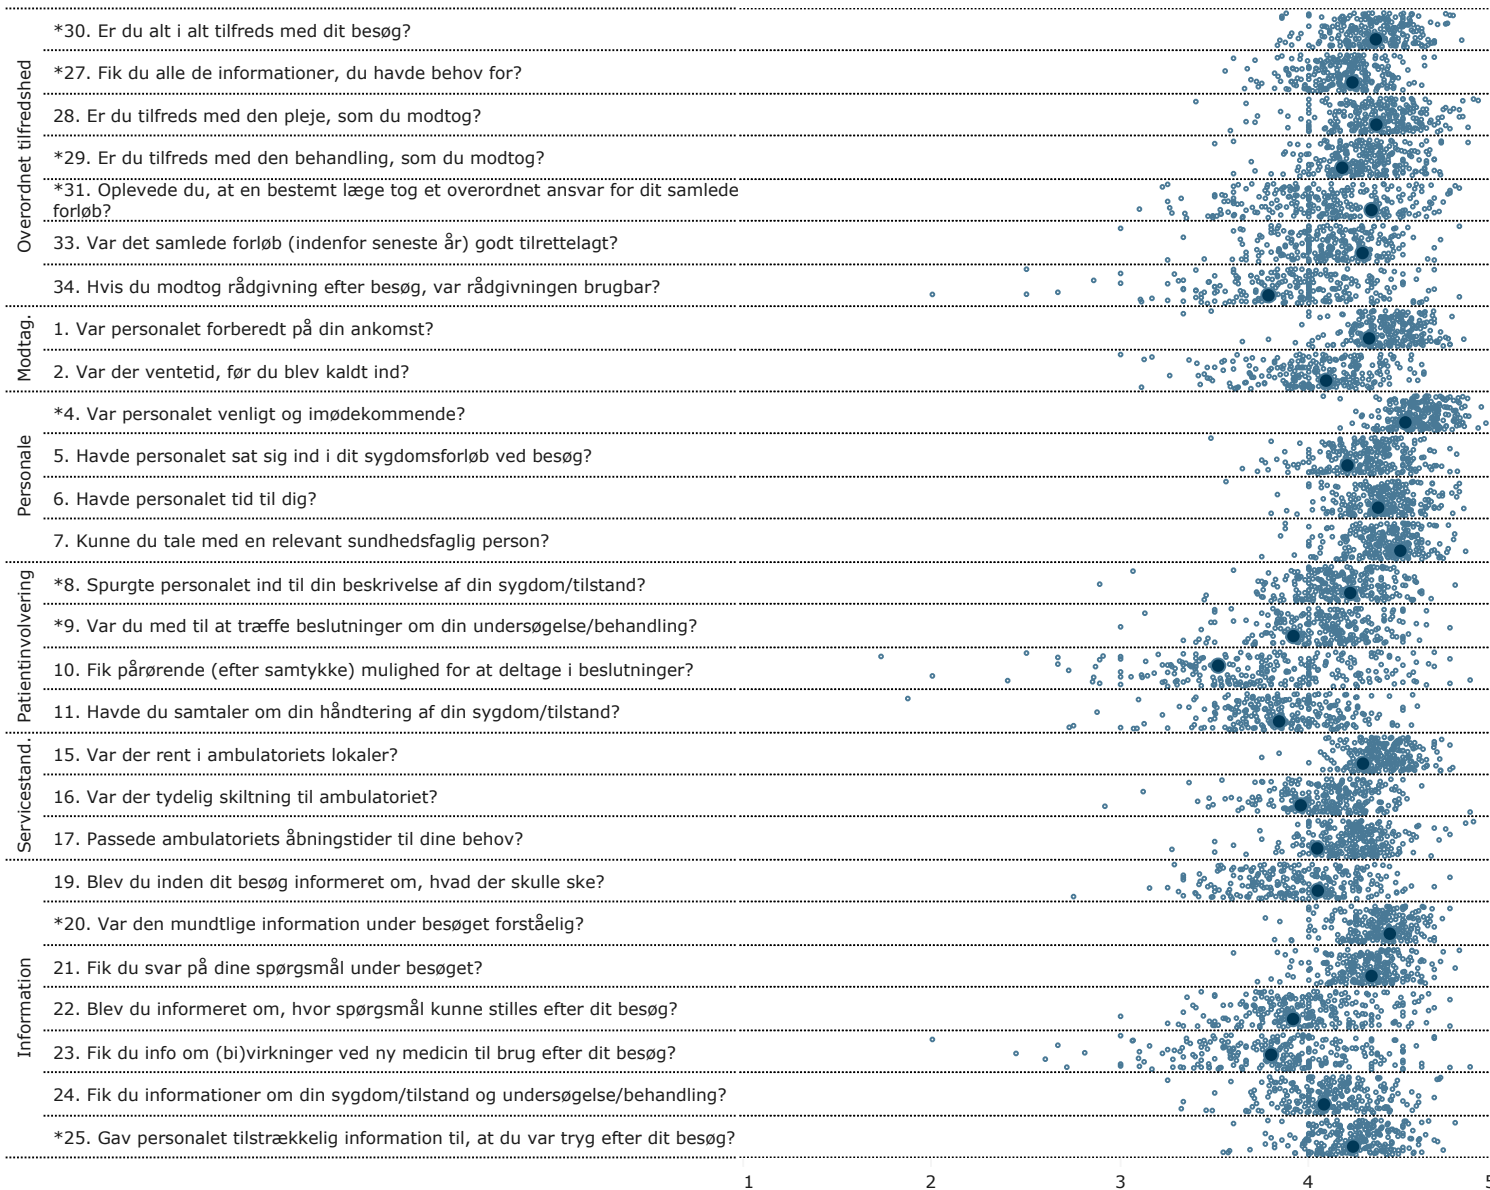 Overordnet tilfredshed
*30. Er du alt i alt tilfreds med dit besøg?
*27. Fik du alle de informationer, du havde behov for?
28. Er du tilfreds med den pleje, som du modtog?
*29. Er du tilfreds med den behandling, som du modtog?
*31. Oplevede du, at en bestemt læge tog et overordnet ansvar for dit samlede
forløb?
33. Var det samlede forløb (indenfor seneste år) godt tilrettelagt?
34. Hvis du modtog rådgivning efter besøg, var rådgivningen brugbar?
Modtag.
1. Var personalet forberedt på din ankomst?
2. Var der ventetid, før du blev kaldt ind?
Personale
*4. Var personalet venligt og imødekommende?
5. Havde personalet sat sig ind i dit sygdomsforløb ved besøg?
6. Havde personalet tid til dig?
7. Kunne du tale med en relevant sundhedsfaglig person?
Patientinvolvering
*8. Spurgte personalet ind til din beskrivelse af din sygdom/tilstand?
*9. Var du med til at træffe beslutninger om din undersøgelse/behandling?
10. Fik pårørende (efter samtykke) mulighed for at deltage i beslutninger?
11. Havde du samtaler om din håndtering af din sygdom/tilstand?
Servicestand.
15. Var der rent i ambulatoriets lokaler?
16. Var der tydelig skiltning til ambulatoriet?
17. Passede ambulatoriets åbningstider til dine behov?
Information
19. Blev du inden dit besøg informeret om, hvad der skulle ske?
*20. Var den mundtlige information under besøget forståelig?
21. Fik du svar på dine spørgsmål under besøget?
22. Blev du informeret om, hvor spørgsmål kunne stilles efter dit besøg?
23. Fik du info om (bi)virkninger ved ny medicin til brug efter dit besøg?
24. Fik du informationer om din sygdom/tilstand og undersøgelse/behandling?
*25. Gav personalet tilstrækkelig information til, at du var tryg efter dit besøg?
1 2 3 4 5